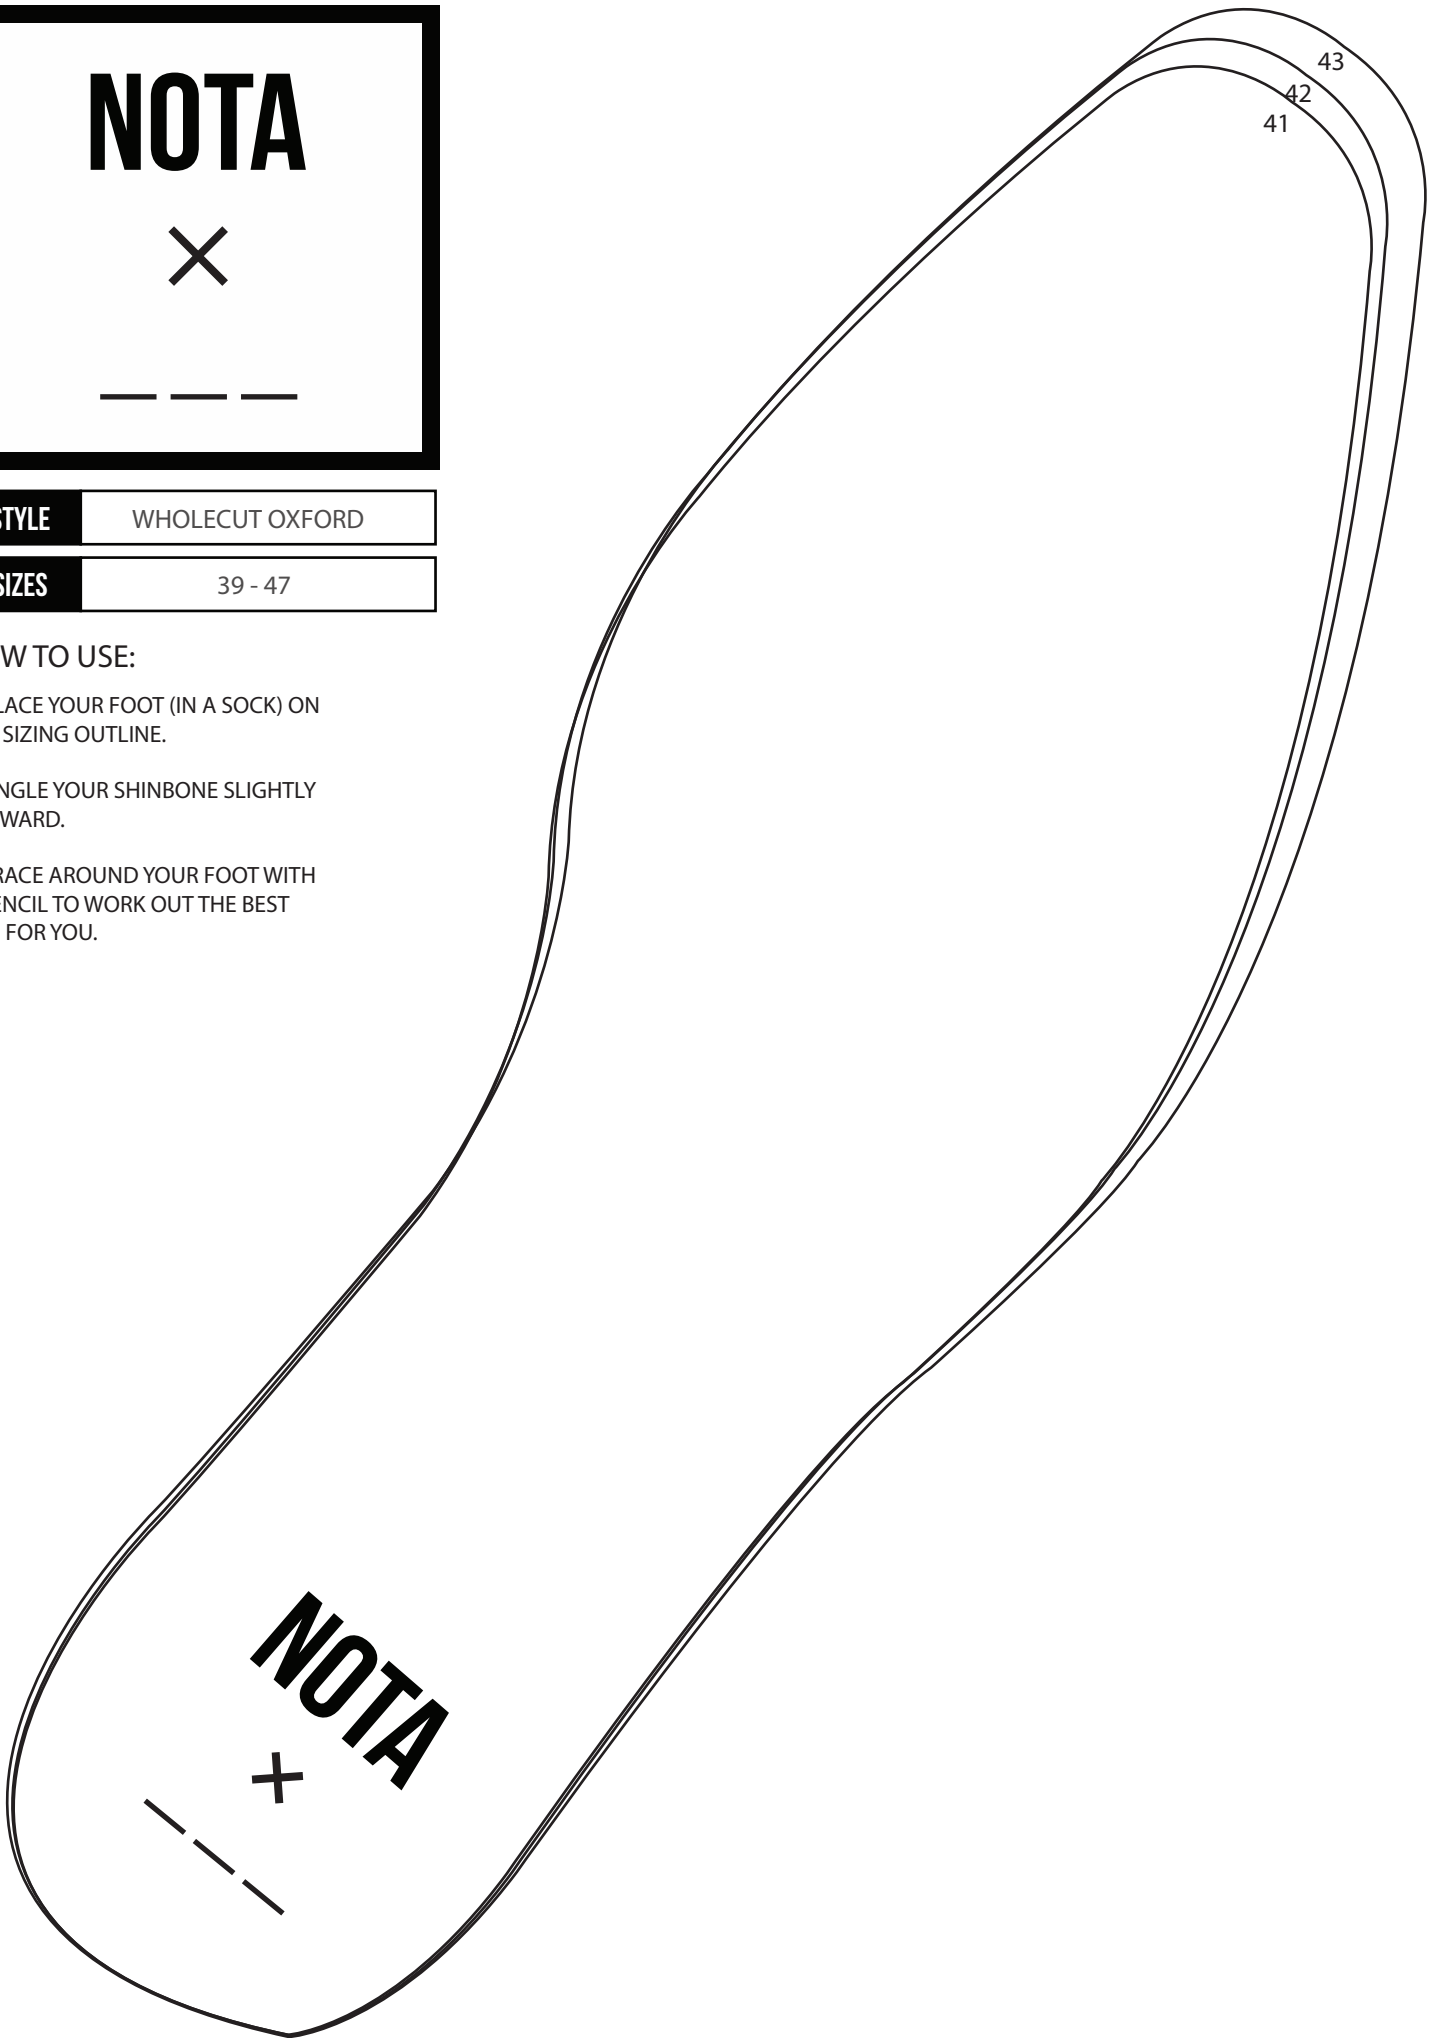 NOTA
STYLE WHOLECUT OXFORD
SIZES 39 - 47
W TO USE:
LACE YOUR FOOT (IN A SOCK) ON
SIZING OUTLINE.
NGLE YOUR SHINBONE SLIGHTLY
WARD.
RACE AROUND YOUR FOOT WITH
ENCIL TO WORK OUT THE BEST
FOR YOU.
43
42
41
NOTA